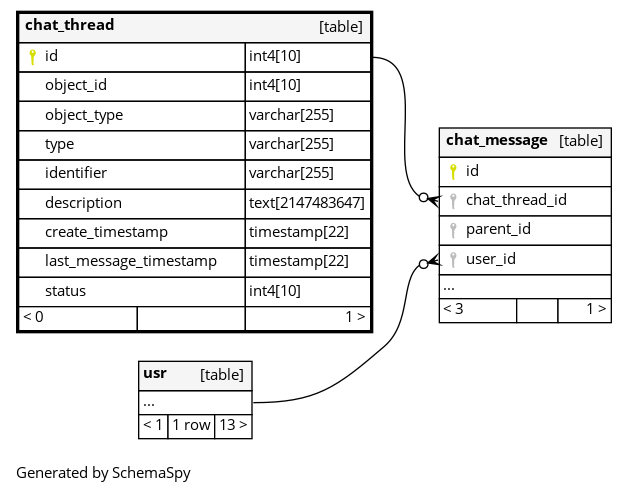 chat_thread [table]
id int4[10]
object_id int4[10]
object_type varchar[255]
type varchar[255]
identifier varchar[255]
description text[2147483647]
create_timestamp timestamp[22]
last_message_timestamp timestamp[22]
status int4[10]
< 0 1 >
chat_message [table]
id
chat_thread_id
parent_id
user_id
...
< 3 1 >
usr [table]
...
< 1 1 row 13 >
Generated by SchemaSpy